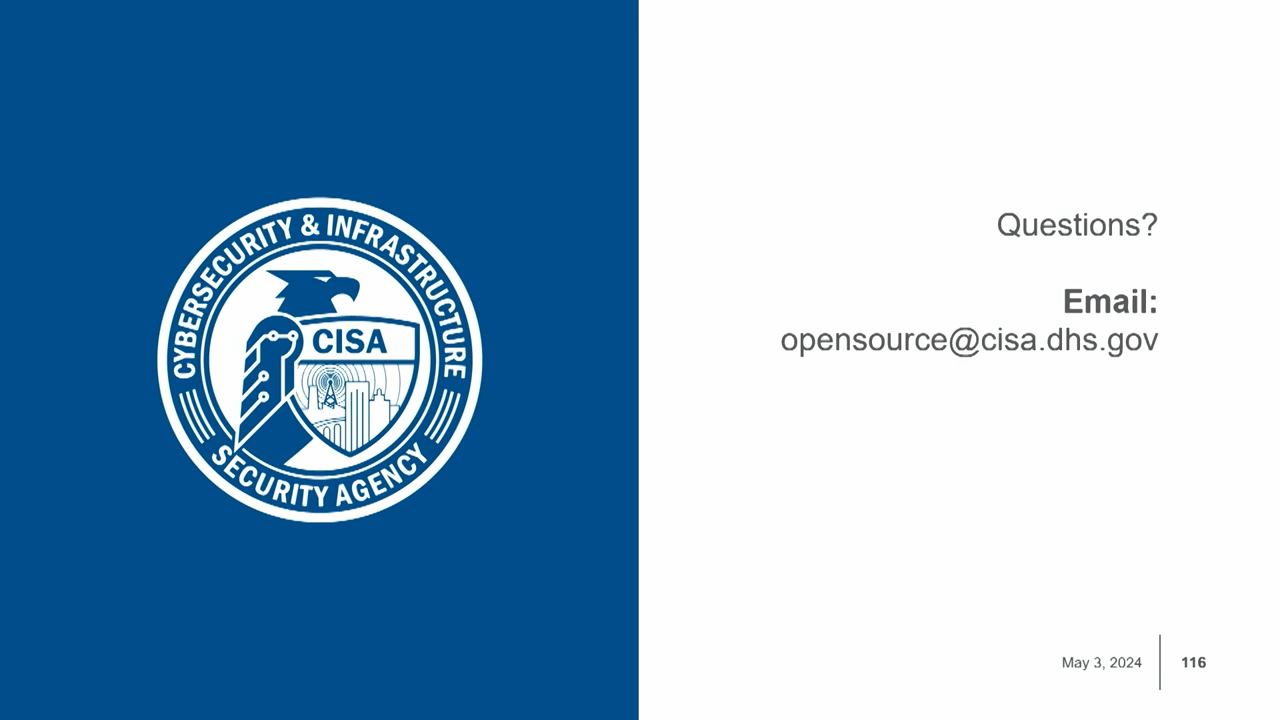 CYBERSECURITY & INFRASTRUCTURE
CISA
SECURITY AGENCY
Questions?
Email:
opensource@cisa.dhs.gov
May 3, 2024
116